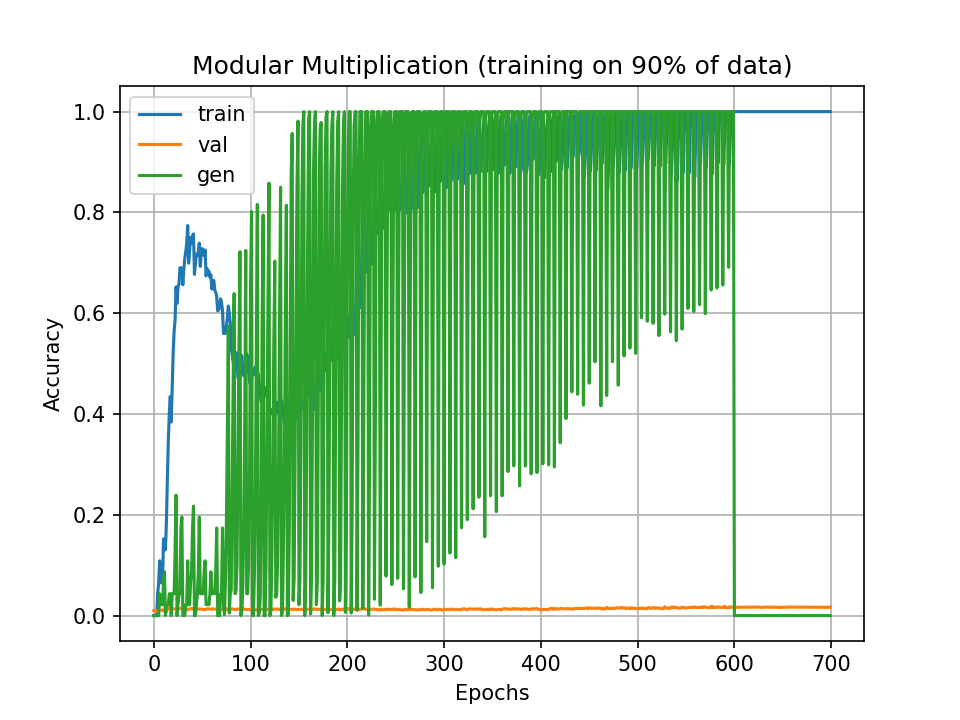 Modular Multiplication (training on 90% of data)
train
val
gen
1.0
0.8
0.6
0.4
0.2
0.0
Accuracy
0 100 200 300 400 500 600 700
Epochs